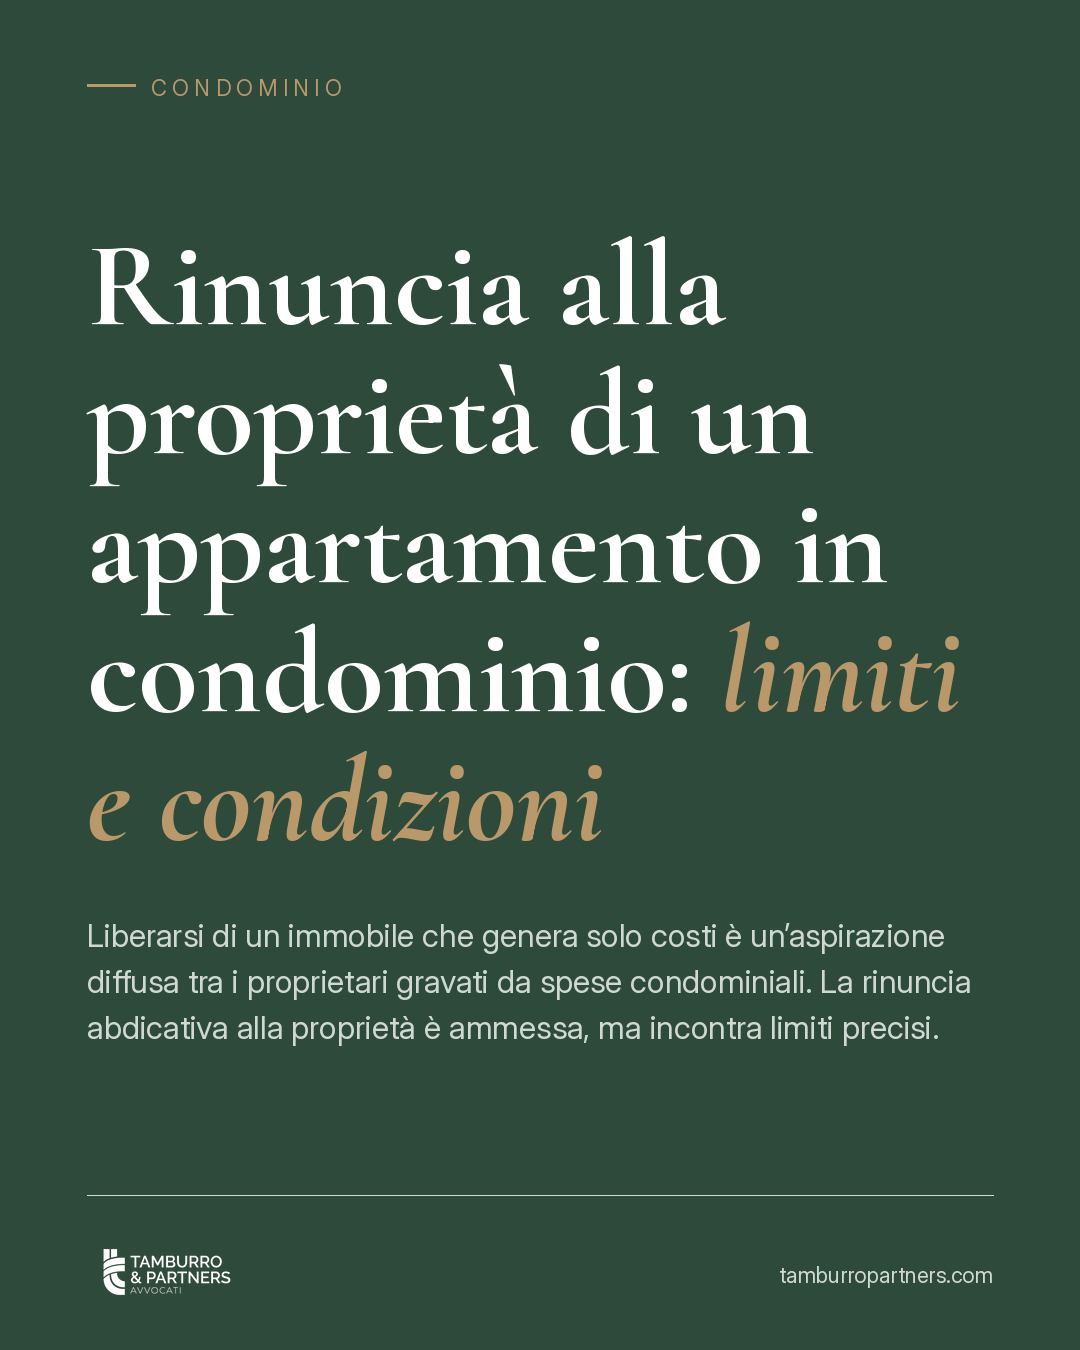 CONDOMINIO
Rinuncia alla
proprietà di un
appartamento in
condominio: limiti
e condizioni
Liberarsi di un immobile che genera solo costi è un’aspirazione
diffusa tra i proprietari gravati da spese condominiali. La rinuncia
abdicativa alla proprietà è ammessa, ma incontra limiti precisi.
TAMBURRO
& PARTNERS
AVVOCATI
tamburropartners.com